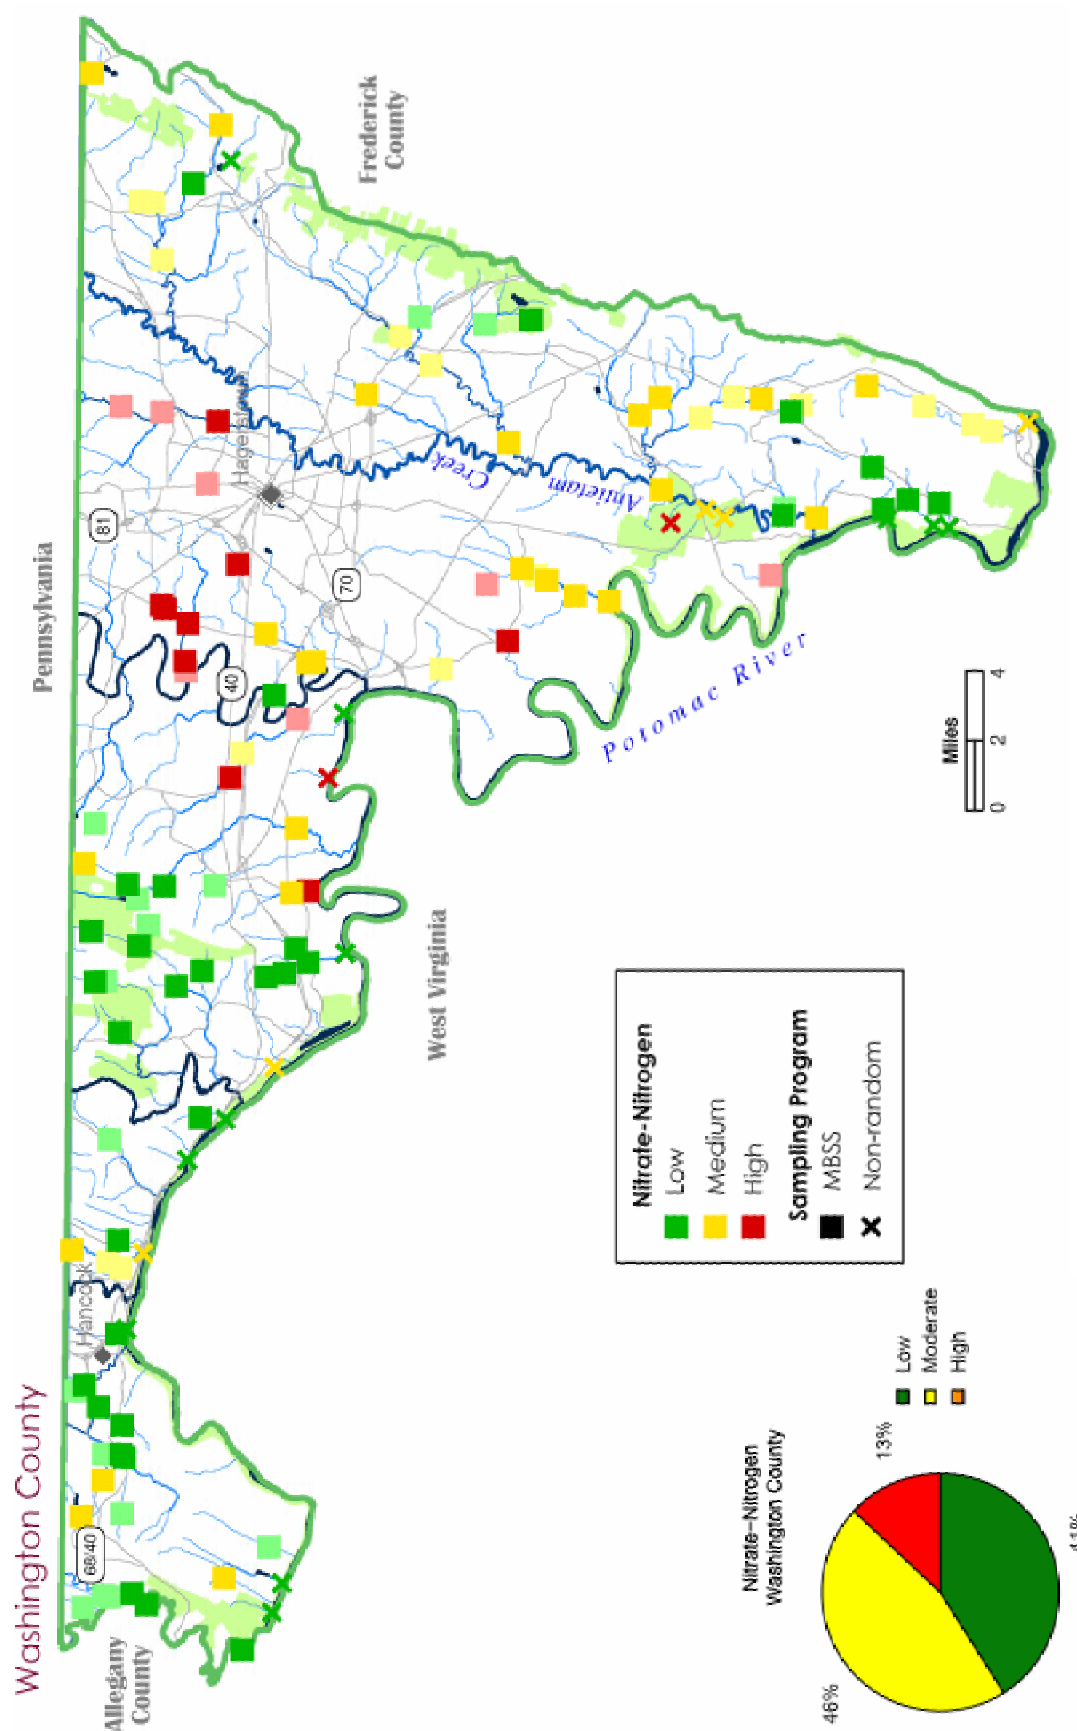 Washington County
Pennsylvania
Allegany
County
68/40
Hancock
40
81
70
Hagerstown
Frederick
County
Antietam
Creek
West Virginia
Potomac River
Miles
0 2 4
Nitrate-Nitrogen
Low
Medium
High
Sampling Program
MBSS
Non-random
Nitrate-Nitrogen
Washington County
46%
13%
41%
Low
Moderate
High